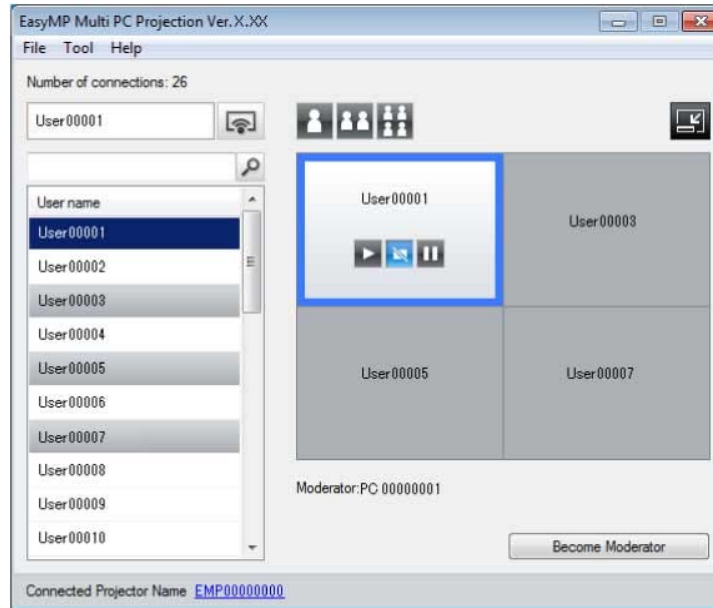 EasyMP Multi PC Projection Ver.X.XX
File Tool Help
Number of connections: 26
User00001
User name
User00001
User00002
User00003
User00004
User00005
User00006
User00007
User00008
User00009
User00010
User00001
User00003
User00005
User00007
Moderator:PC 00000001
Become Moderator
Connected Projector Name EMP00000000